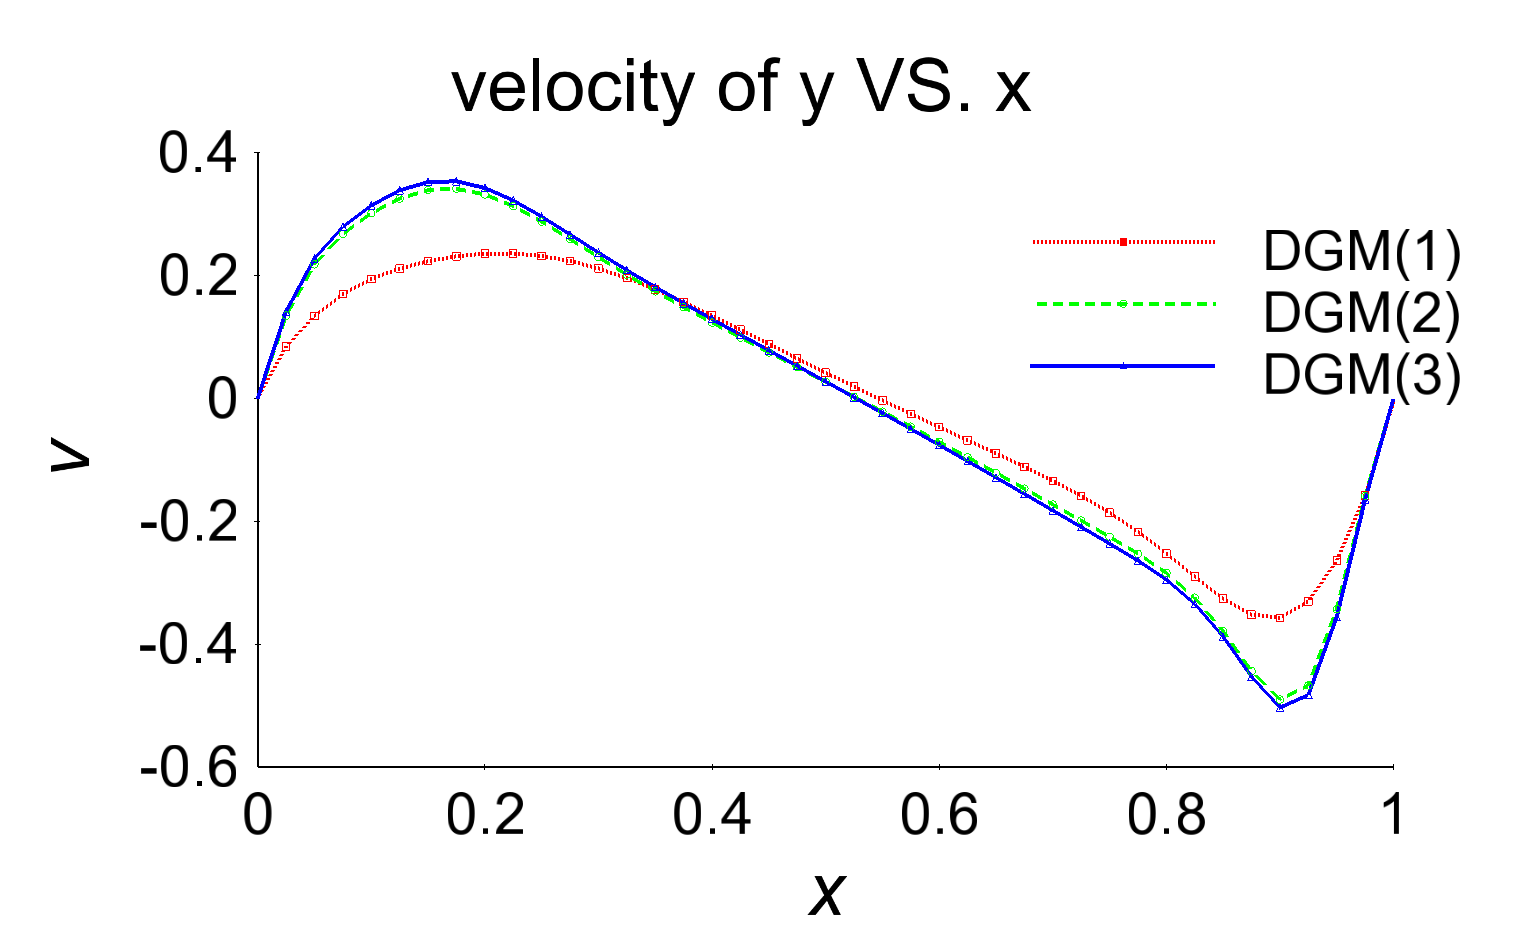 velocity of y VS. x
0.4
0.2
0
-0.2
-0.4
-0.6
v
DGM(1)
DGM(2)
DGM(3)
0 0.2 0.4 0.6 0.8 1
x